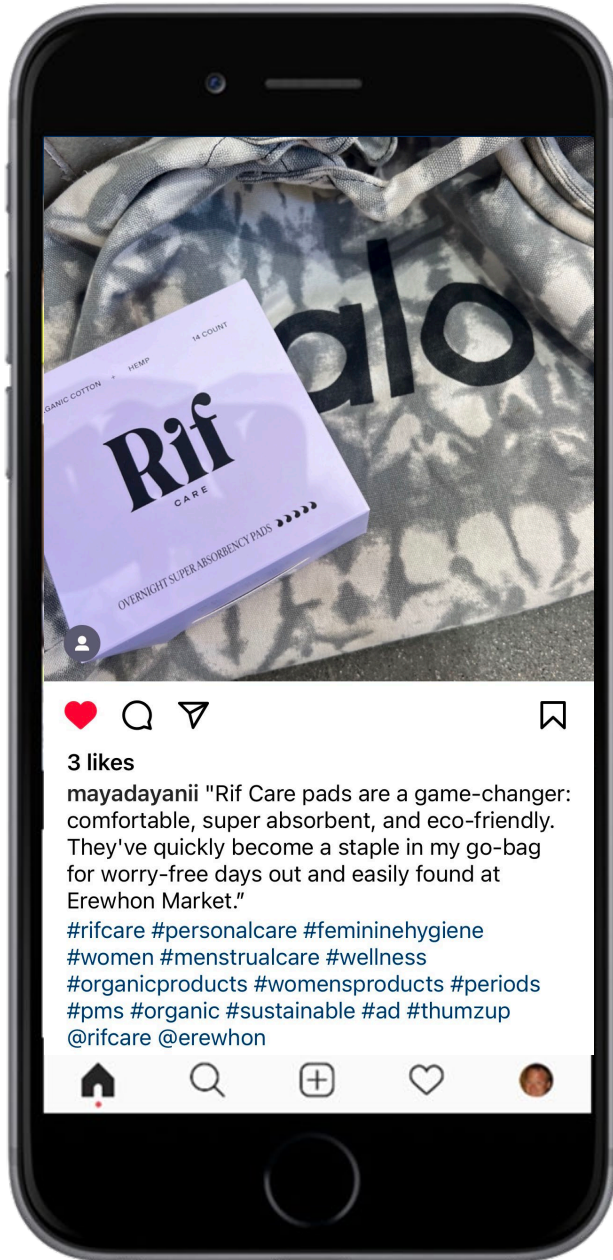 alo
14 COUNT
HEMP
COTTON +
Rif
CARE
OVERNIGHT SUPER ABSORBENCY PADS
3 likes
mayadayanii "Rif Care pads are a game-changer:
comfortable, super absorbent, and eco-friendly.
They've quickly become a staple in my go-bag
for worry-free days out and easily found at
Erewhon Market.”
#rifcare #personalcare #femininehygiene
#women #menstrualcare #wellness
#organicproducts #womensproducts #periods
#pms #organic #sustainable #ad #thumzup
@rifcare @erewhon